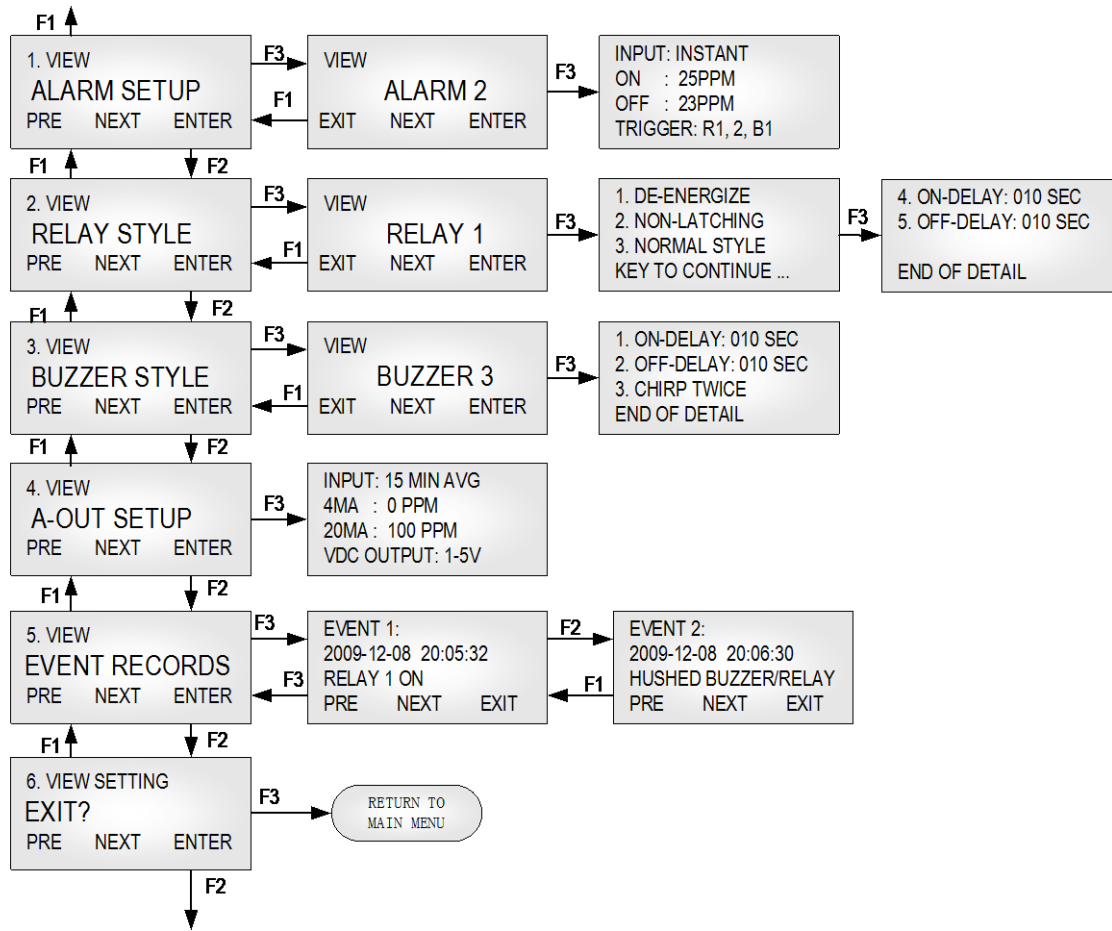 F1
1. VIEW
ALARM SETUP
PRE NEXT ENTER
F3
F1
VIEW
ALARM 2
EXIT NEXT ENTER
F3
INPUT: INSTANT
ON : 25PPM
OFF : 23PPM
TRIGGER: R1, 2, B1
F1
F2
2. VIEW
RELAY STYLE
PRE NEXT ENTER
F3
F1
VIEW
RELAY 1
EXIT NEXT ENTER
F3
1. DE-ENERGIZE
2. NON-LATCHING
3. NORMAL STYLE
KEY TO CONTINUE ...
F3
4. ON-DELAY: 010 SEC
5. OFF-DELAY: 010 SEC
END OF DETAIL
F1
F2
3. VIEW
BUZZER STYLE
PRE NEXT ENTER
F3
F1
VIEW
BUZZER 3
EXIT NEXT ENTER
F3
1. ON-DELAY: 010 SEC
2. OFF-DELAY: 010 SEC
3. CHIRP TWICE
END OF DETAIL
F1
F2
4. VIEW
A-OUT SETUP
PRE NEXT ENTER
F3
INPUT: 15 MIN AVG
4MA : 0 PPM
20MA : 100 PPM
VDC OUTPUT: 1-5V
F1
F2
5. VIEW
EVENT RECORDS
PRE NEXT ENTER
F3
F3
EVENT 1:
2009-12-08 20:05:32
RELAY 1 ON
PRE NEXT EXIT
F2
F1
EVENT 2:
2009-12-08 20:06:30
HUSHED BUZZER/RELAY
PRE NEXT EXIT
F1
F2
6. VIEW SETTING
EXIT?
PRE NEXT ENTER
F3
RETURN TO
MAIN MENU
F2